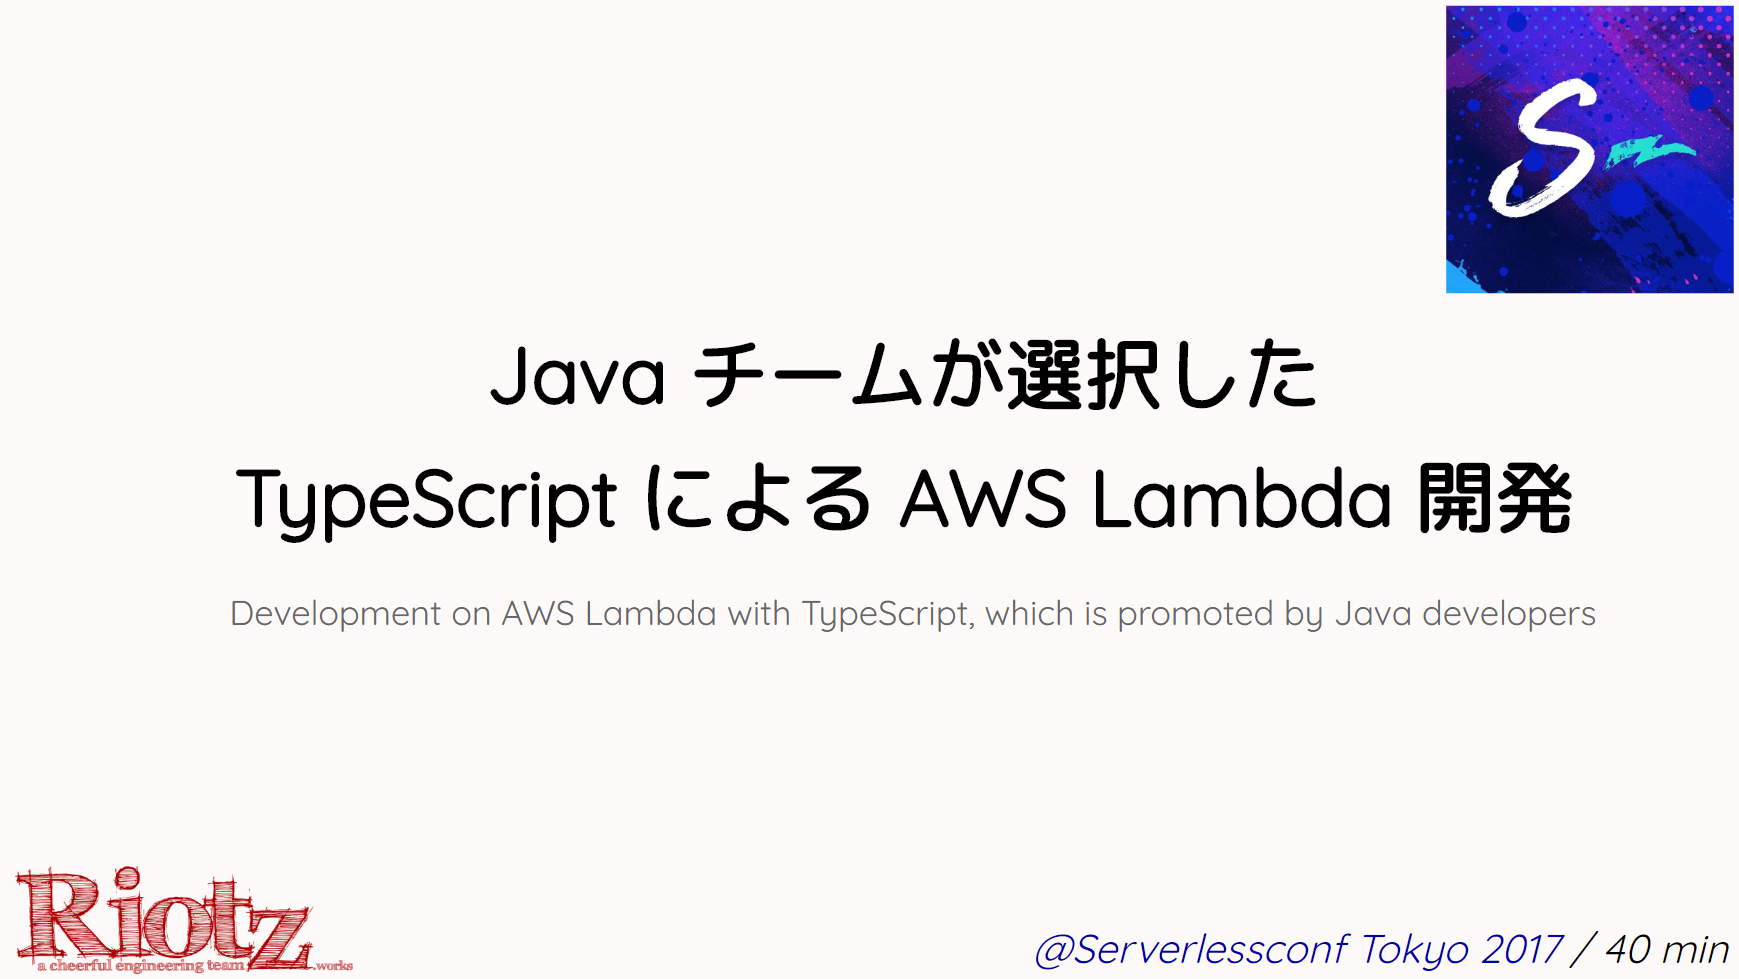 S
Java チームが選択した
TypeScript による AWS Lambda 開発
Development on AWS Lambda with TypeScript, which is promoted by Java developers
Riotz
a cheerful engineering team .works
@Serverlessconf Tokyo 2017 / 40 min